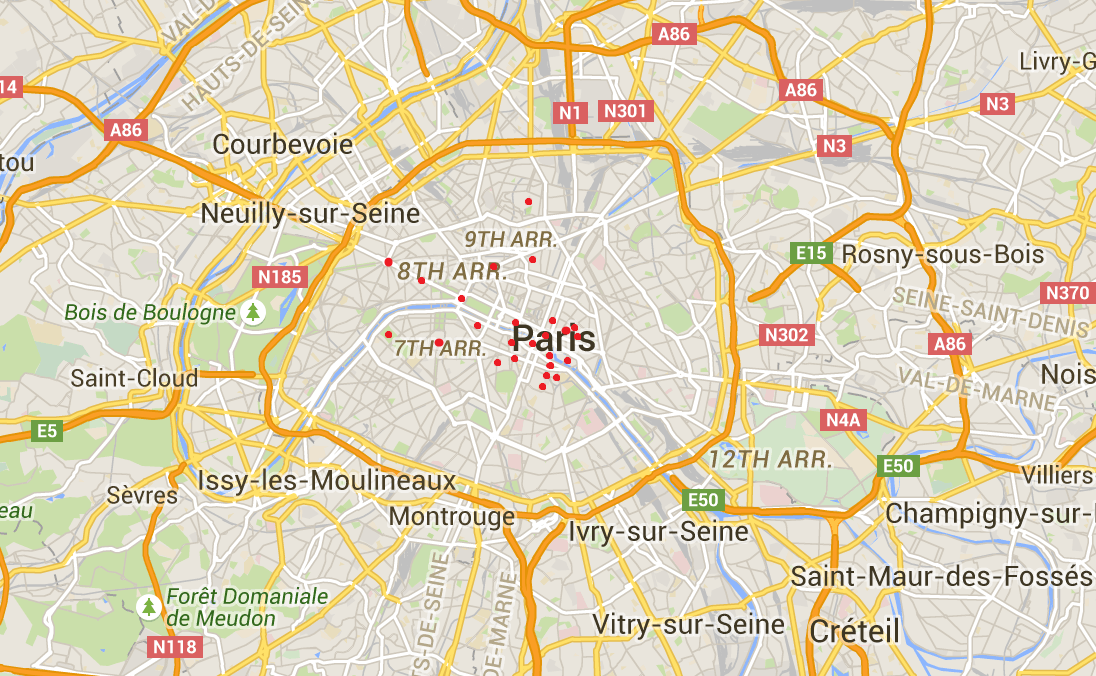 VAL-D
HAUTS-DE-SEIN
A86
Livry-G
14
A86
N3
N1
N301
A86
Courbevoie
N3
tou
Neuilly-sur-Seine
9TH ARR.
E15
Rosny-sous-Bois
8TH ARR.
N185
N370
SEINE-SAINT-DENIS
Bois de Boulogne
Paris
N302
7TH ARR.
A86
Saint-Cloud
VAL-DE-MARNE
Nois
N4A
E5
12TH ARR.
E50
Villiers
Issy-les-Moulineaux
Sèvres
E50
eau
Montrouge
Champigny-sur-
Ivry-sur-Seine
Saint-Maur-des-Fossés
TS-DE-SEINE
DE-MARNE
Forêt Domaniale
de Meudon
Vitry-sur-Seine
Créteil
N118